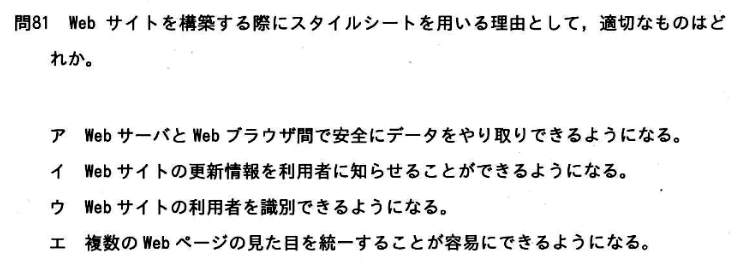 問81 Web サイトを構築する際にスタイルシートを用いる理由として，適切なものはど
れか。
ア Web サーバと Web ブラウザ間で安全にデータをやり取りできるようになる。
イ Web サイトの更新情報を利用者に知らせることができるようになる。
ウ Web サイトの利用者を識別できるようになる。
エ 複数の Web ページの見た目を統一することが容易にできるようになる。